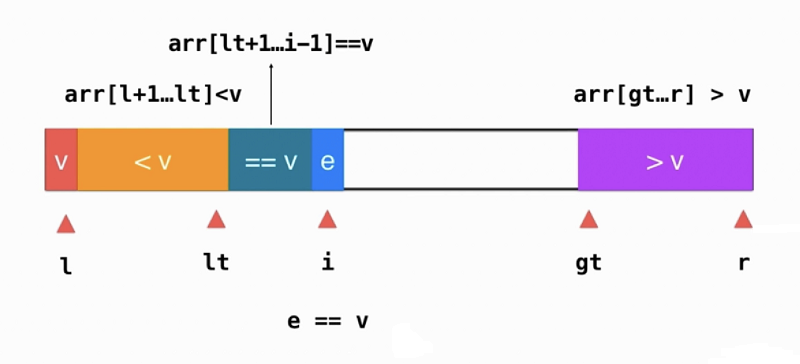 arr[lt+1…i-1]==v
arr[l+1…lt]<v
arr[gt…r] > v
v
< v
== v
e
> v
l
lt
i
gt
r
e == v